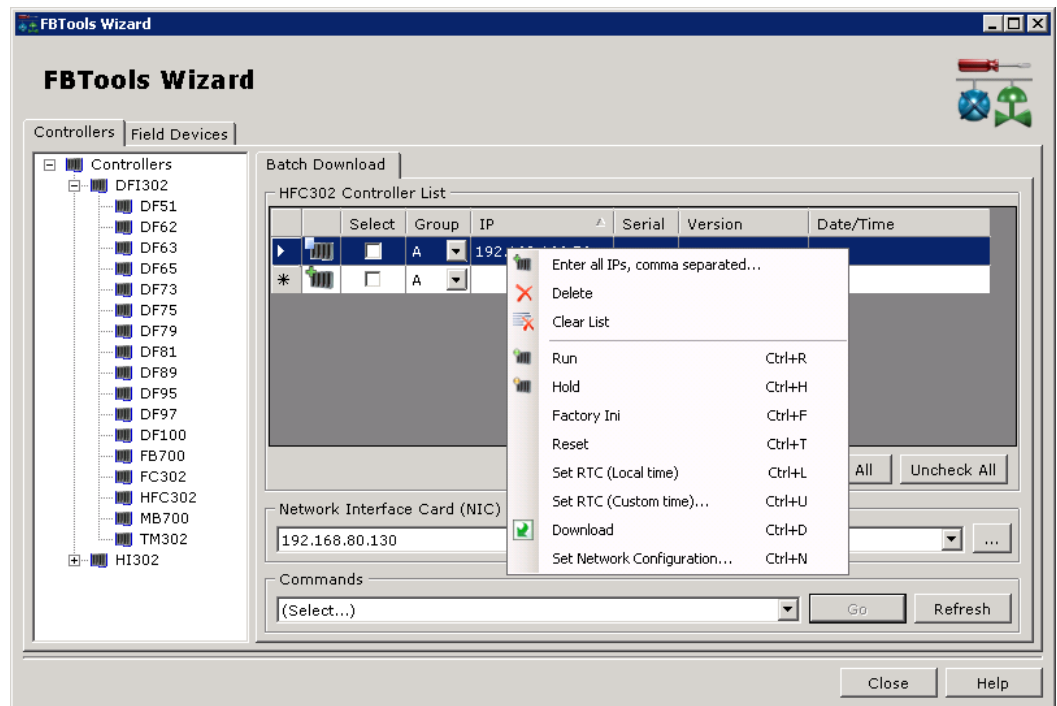 FBTools Wizard
FBTools Wizard
Controllers Field Devices
Controllers
DFI302
DF51
DF62
DF63
DF65
DF73
DF75
DF79
DF81
DF89
DF95
DF97
DF100
FB700
FC302
HFC302
MB700
TM302
HI302
Batch Download
HFC302 Controller List
Select Group IP Serial Version Date/Time
A 192.
* A
Enter all IPs, comma separated...
Delete
Clear List
Run Ctrl+R
Hold Ctrl+H
Factory Ini Ctrl+F
Reset Ctrl+T
Set RTC (Local time) Ctrl+L
Set RTC (Custom time)... Ctrl+U
Download Ctrl+D
Set Network Configuration... Ctrl+N
All Uncheck All
Network Interface Card (NIC)
192.168.80.130 ...
Commands
(Select...) Go Refresh
Close Help